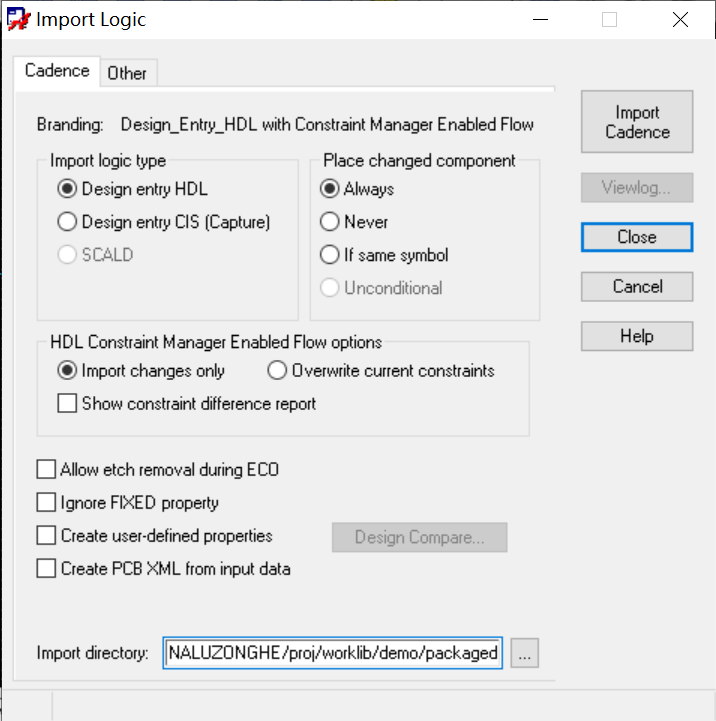 Import Logic
Cadence
Other
Branding: Design_Entry_HDL with Constraint Manager Enabled Flow
Import logic type
Design entry HDL
Design entry CIS (Capture)
SCALD
Place changed component
Always
Never
If same symbol
Unconditional
HDL Constraint Manager Enabled Flow options
Import changes only
Overwrite current constraints
Show constraint difference report
Allow etch removal during ECO
Ignore FIXED property
Create user-defined properties
Design Compare...
Create PCB XML from input data
Import directory: NALUZONGHE/proj/worklib/demo/packaged
...
Import
Cadence
Viewlog...
Close
Cancel
Help